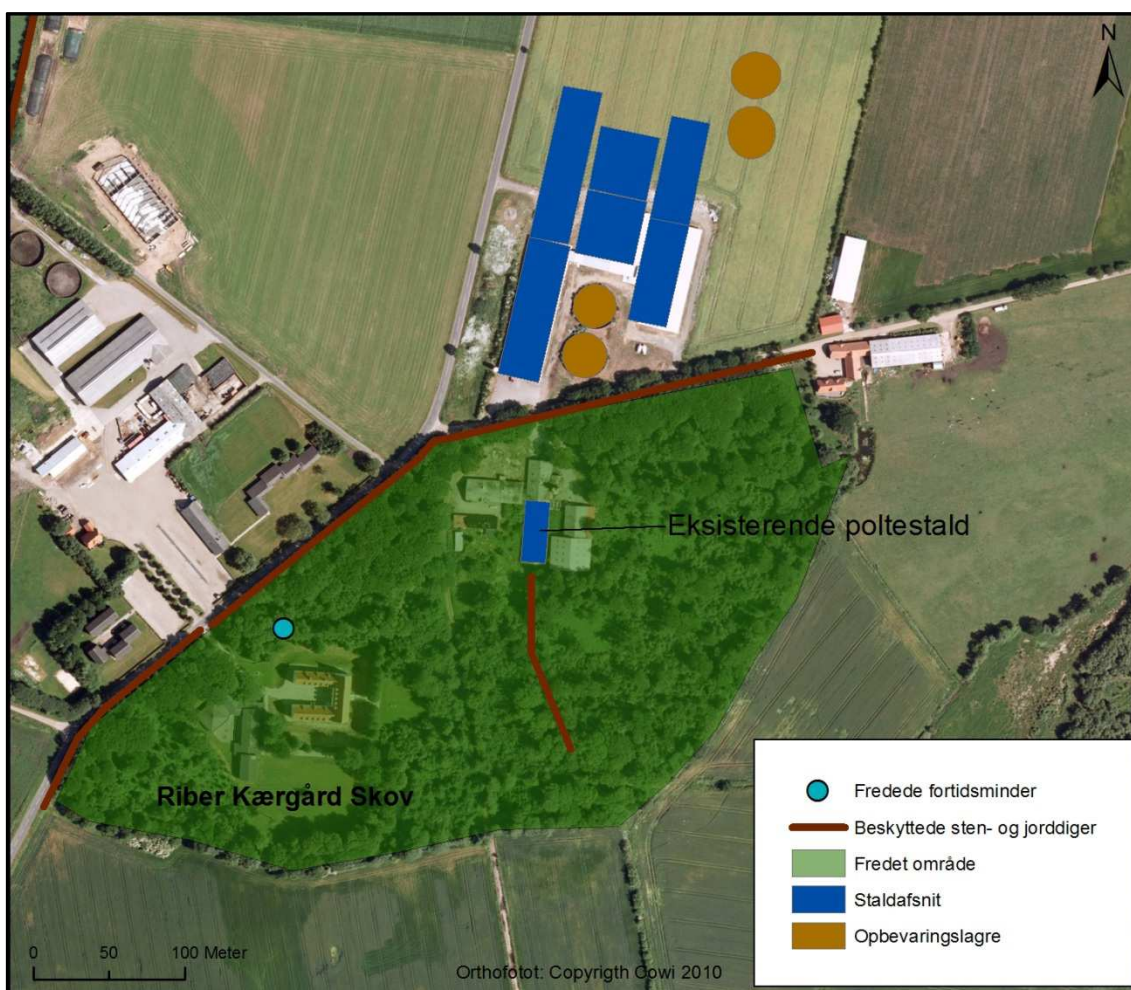 N
Eksisterende poltestald
Riber Kærgård Skov
Fredede fortidsminder
Beskyttede sten- og jorddiger
Fredet område
Staldafsnit
Opbevaringslagre
0 50 100 Meter
Orthofotot: Copyrigth Cowi 2010